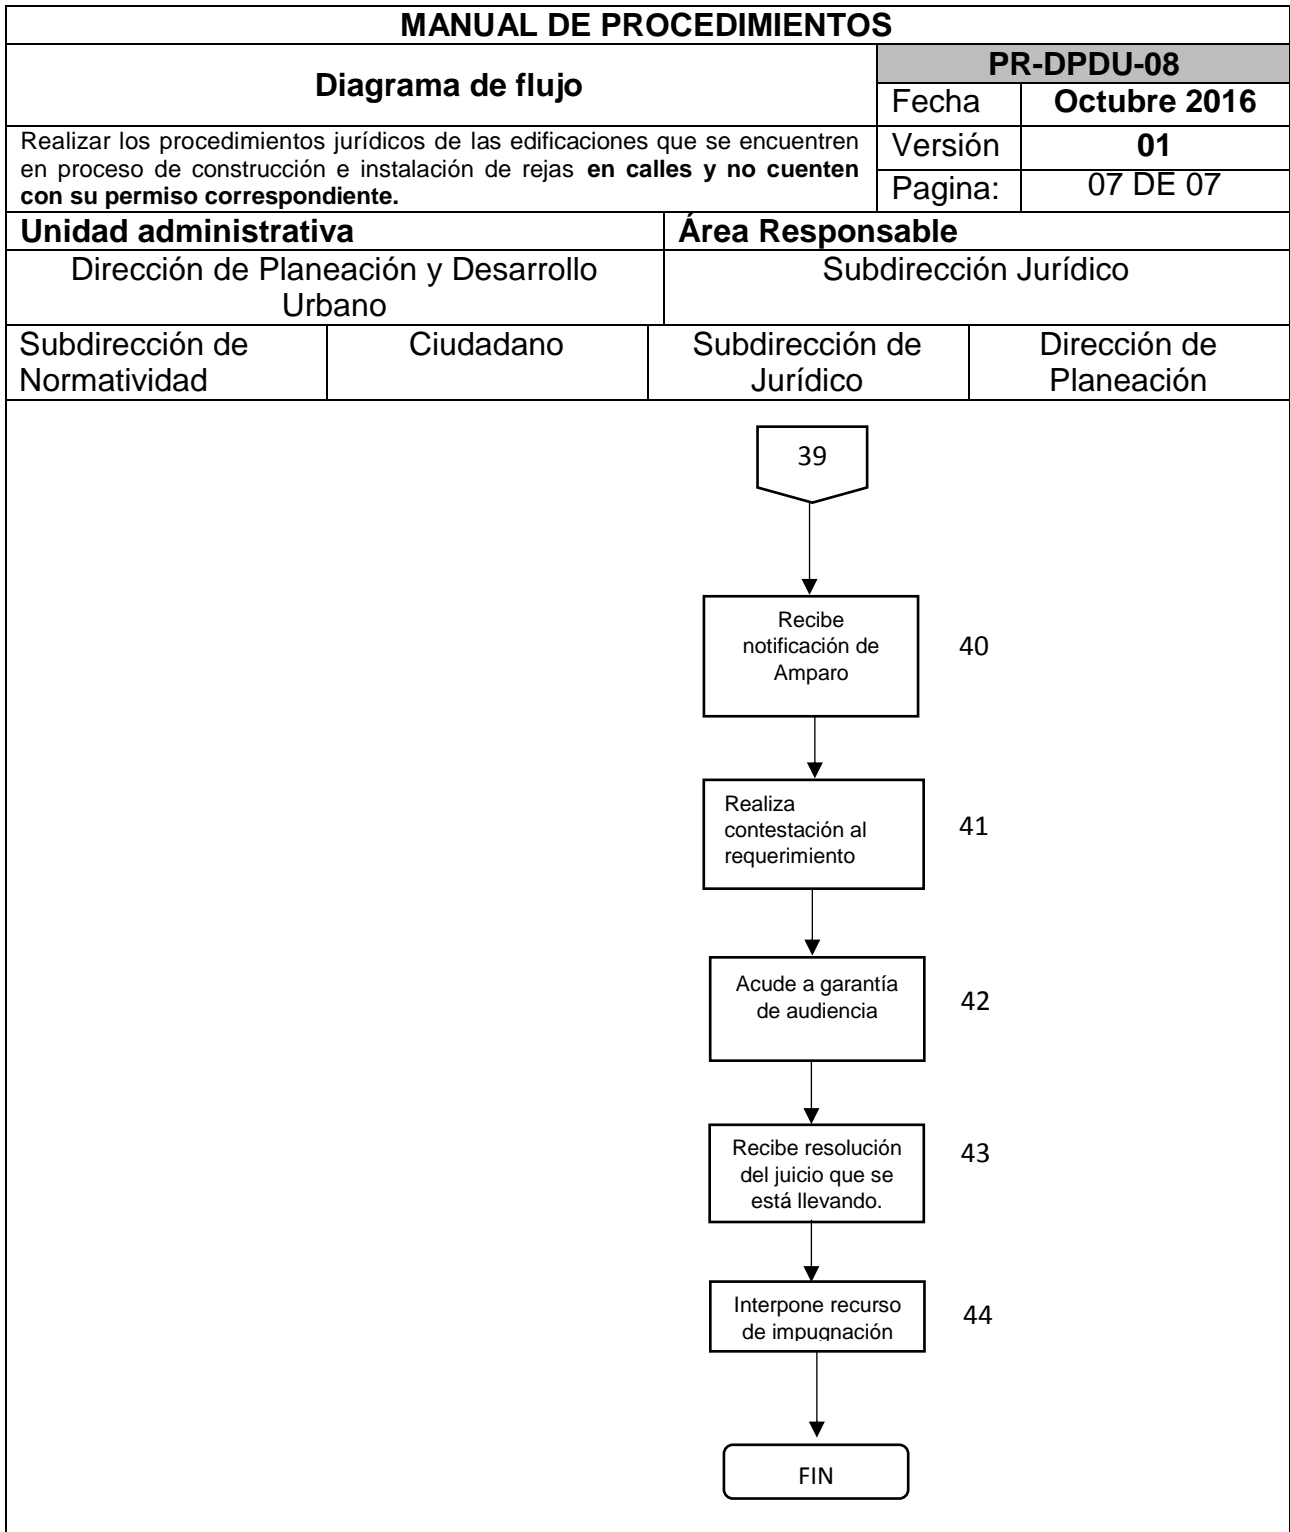 MANUAL DE PROCEDIMIENTOS
Diagrama de flujo
PR-DPDU-08
Fecha
Octubre 2016
Realizar los procedimientos jurídicos de las edificaciones que se encuentren
en proceso de construcción e instalación de rejas en calles y no cuenten
con su permiso correspondiente.
Versión
01
Pagina:
07 DE 07
Unidad administrativa
Área Responsable
Dirección de Planeación y Desarrollo
Urbano
Subdirección Jurídico
Subdirección de
Normatividad
Ciudadano
Subdirección de
Jurídico
Dirección de
Planeación
39
Recibe
notificación de
Amparo
40
Realiza
contestación al
requerimiento
41
Acude a garantía
de audiencia
42
Recibe resolución
del juicio que se
está llevando.
43
Interpone recurso
de impugnación
44
FIN